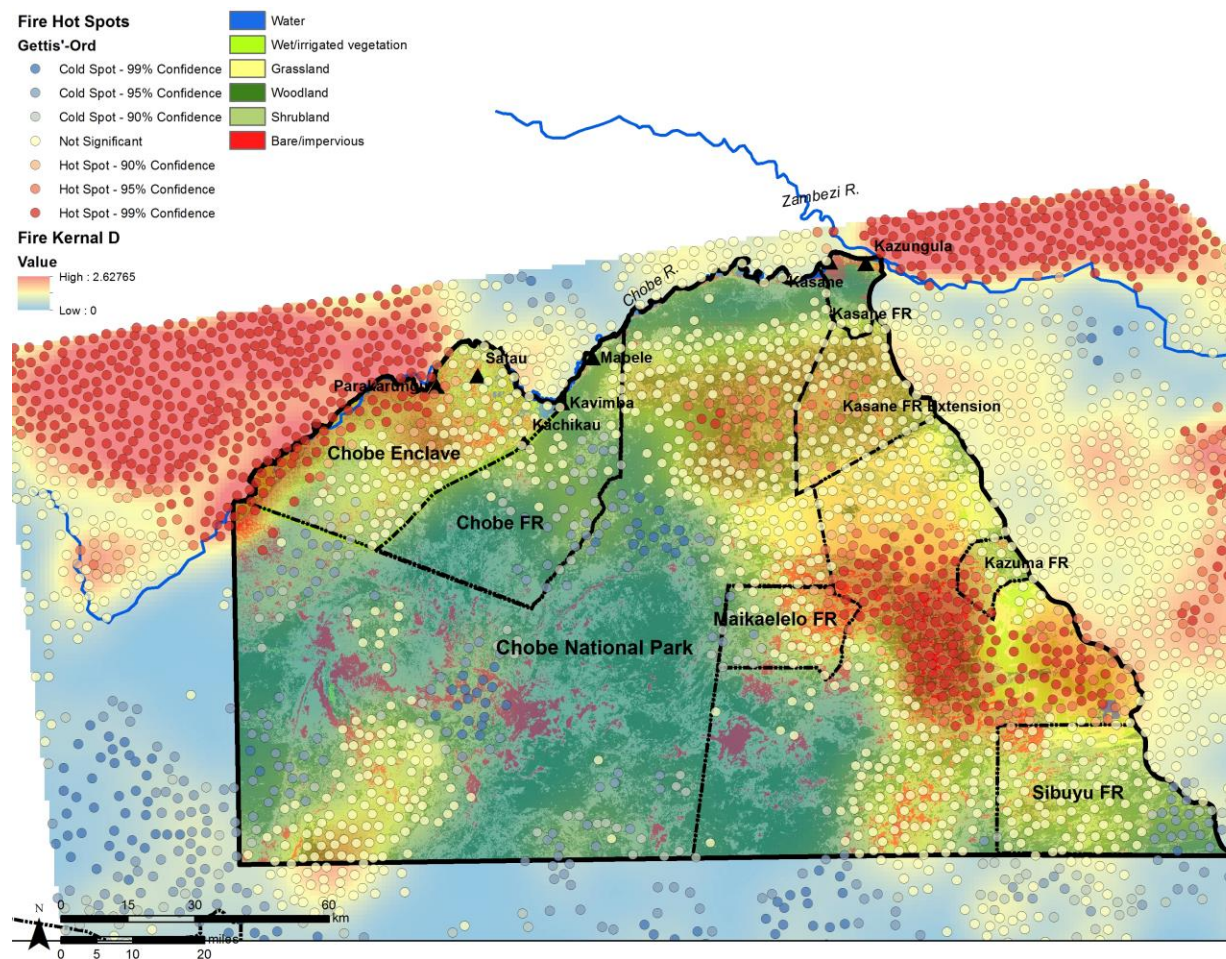 Fire Hot Spots
Gettis'-Ord
Cold Spot - 99% Confidence
Cold Spot - 95% Confidence
Cold Spot - 90% Confidence
Not Significant
Hot Spot - 90% Confidence
Hot Spot - 95% Confidence
Hot Spot - 99% Confidence
Fire Kernal D
Value
High : 2.62765
Low : 0
Water
Wet/irrigated vegetation
Grassland
Woodland
Shrubland
Bare/impervious
Zambezi R.
Kazungula
Chobe R.
Kasane
Kasane FR
Satau
Mabele
Parakarungu
Kavimba
Kachikau
Kasane FR Extension
Chobe Enclave
Chobe FR
Kazuma FR
Maikaelelo FR
Chobe National Park
Sibuyu FR
N
0 15 30 60
km
miles
0 5 10 20